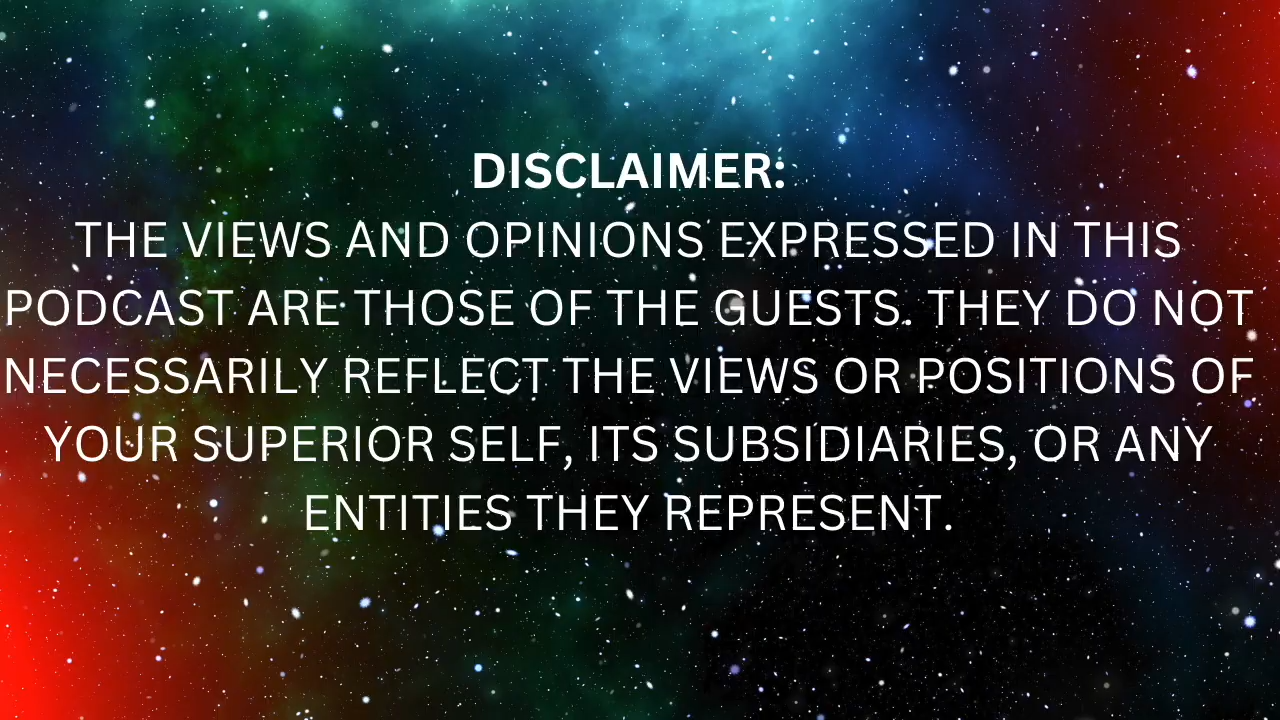 DISCLAIMER:
THE VIEWS AND OPINIONS EXPRESSED IN THIS
PODCAST ARE THOSE OF THE GUESTS. THEY DO NOT
NECESSARILY REFLECT THE VIEWS OR POSITIONS OF
YOUR SUPERIOR SELF, ITS SUBSIDIARIES, OR ANY
ENTITIES THEY REPRESENT.